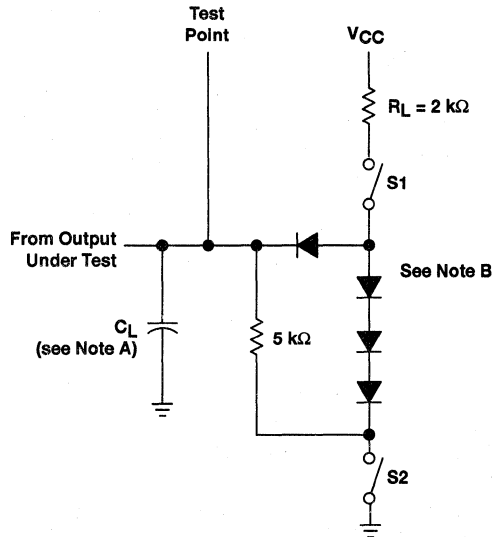 Test
Point
VCC
RL = 2 kΩ
S1
From Output
Under Test
See Note B
CL
(see Note A)
5 kΩ
S2